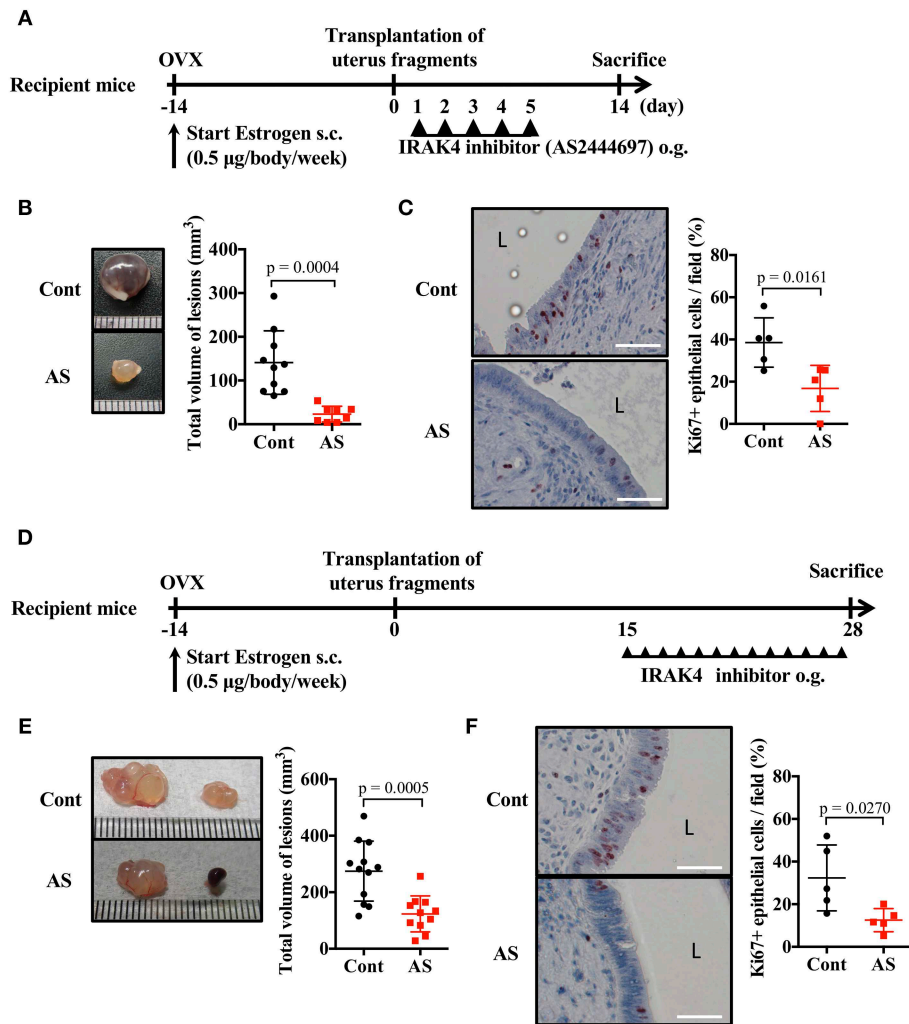 A
Transplantation of
uterus fragments
OVX
Sacrifice
Recipient mice
-14
0
1 2 3 4 5
14 (day)
Start Estrogen s.c.
(0.5 μg/body/week)
IRAK4 inhibitor (AS2444697) o.g.
B
Cont
AS
Total volume of lesions (mm3)
400
300
200
100
0
p = 0.0004
Cont AS
C
Cont
L
AS
L
Ki67+ epithelial cells / field (%)
80
60
40
20
0
p = 0.0161
Cont AS
D
Transplantation of
uterus fragments
OVX
Sacrifice
Recipient mice
-14
0
15
28
Start Estrogen s.c.
(0.5 μg/body/week)
IRAK4 inhibitor o.g.
E
Cont
AS
Total volume of lesions (mm3)
600
400
200
0
p = 0.0005
Cont AS
F
Cont
L
AS
L
Ki67+ epithelial cells / field (%)
80
60
40
20
0
p = 0.0270
Cont AS